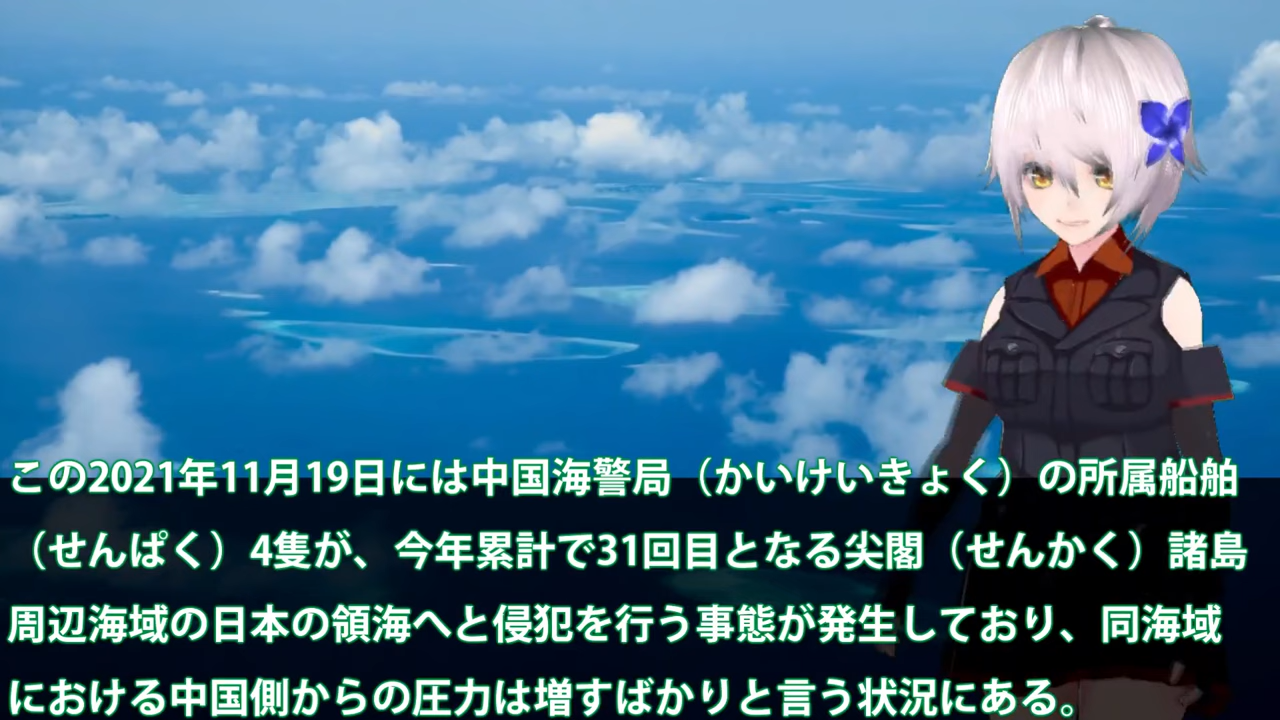 この2021年11月19日には中国海警局（かいけいきょく）の所属船舶
（せんぱく）4隻が、今年累計で31回目となる尖閣（せんかく）諸島
周辺海域の日本の領海へと侵犯を行う事態が発生しており、同海域
における中国側からの圧力は増すばかりと言う状況にある。